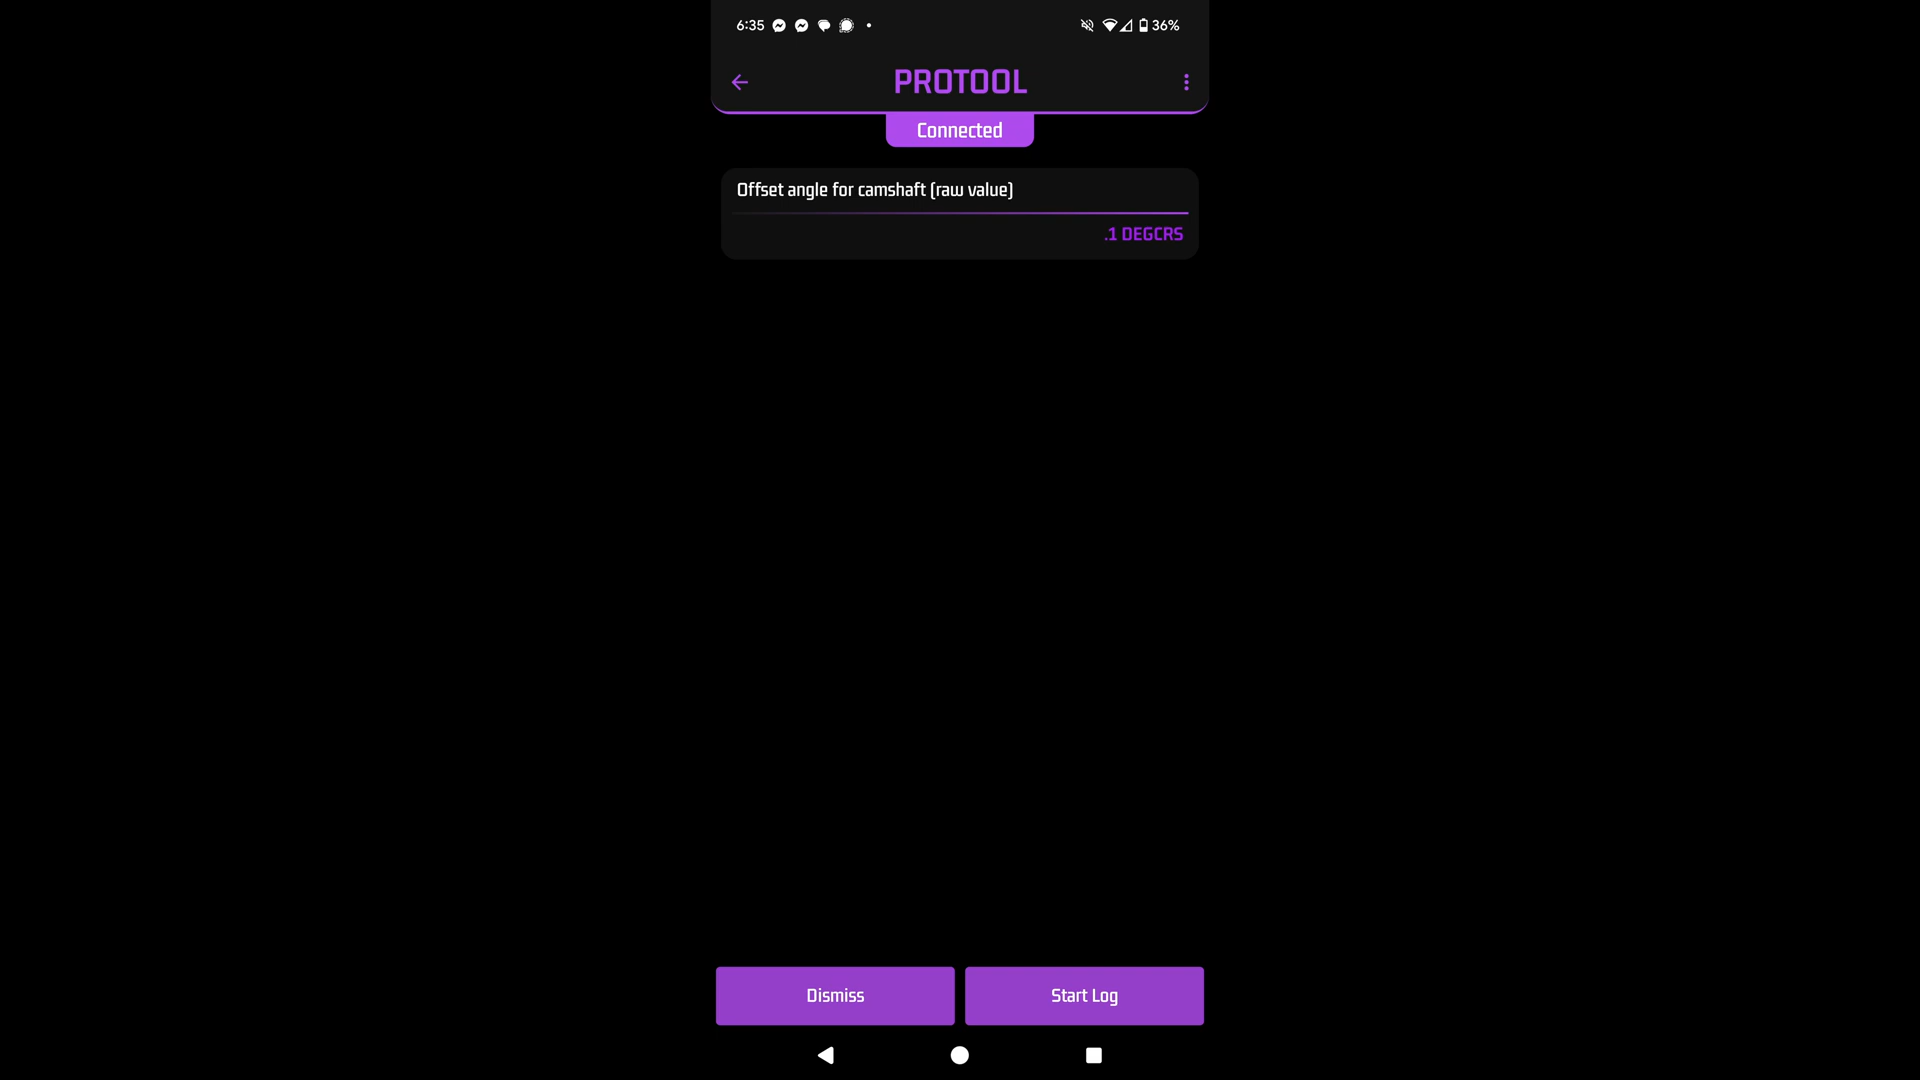 6:35 36%
PROTOOL
Connected
Offset angle for camshaft (raw value)
.1 DEGCRS
Dismiss Start Log